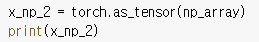 x_np_2 = torch.as_tensor(np_array)
print(x_np_2)